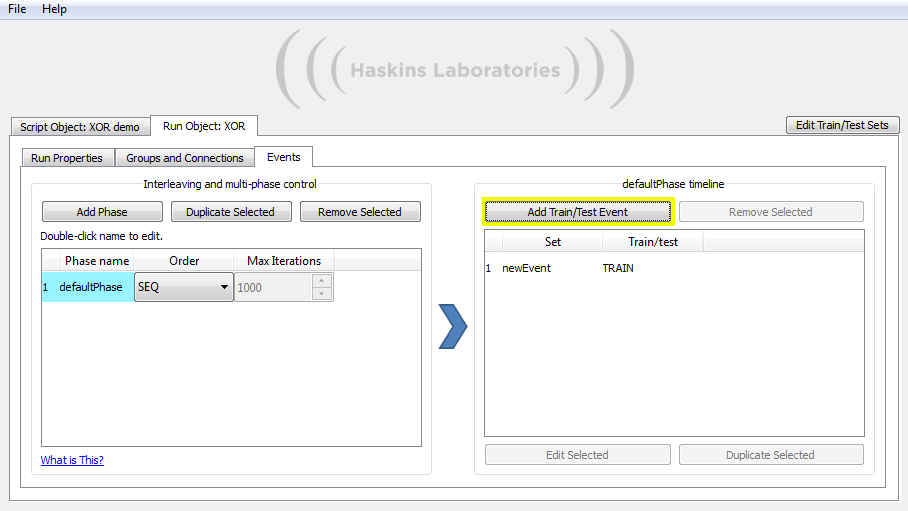 File Help
Haskins Laboratories
Script Object: XOR demo Run Object: XOR Edit Train/Test Sets
Run Properties Groups and Connections Events
Interleaving and multi-phase control
Add Phase Duplicate Selected Remove Selected
Double-click name to edit.
Phase name Order Max Iterations
1 defaultPhase SEQ 1000
What is This?
defaultPhase timeline
Add Train/Test Event Remove Selected
Set Train/test
1 newEvent TRAIN
Edit Selected Duplicate Selected